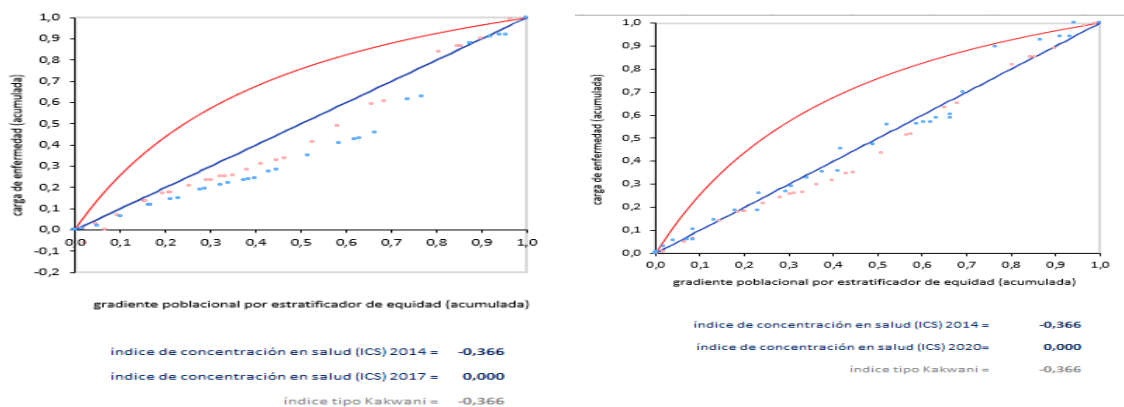 carga de enfermedad (acumulada)
1,0
0,9
0,8
0,7
0,6
0,5
0,4
0,3
0,2
0,1
0,0
-0,1
-0,2
0,0 0,1 0,2 0,3 0,4 0,5 0,6 0,7 0,8 0,9 1,0
gradiente poblacional por estratificador de equidad (acumulada)
índice de concentración en salud (ICS) 2014 = -0,366
índice de concentración en salud (ICS) 2017 = 0,000
índice tipo Kakwani = -0,366
carga de enfermedad (acumulada)
1,0
0,9
0,8
0,7
0,6
0,5
0,4
0,3
0,2
0,1
0,0
0,0 0,1 0,2 0,3 0,4 0,5 0,6 0,7 0,8 0,9 1,0
gradiente poblacional por estratificador de equidad (acumulada)
índice de concentración en salud (ICS) 2014 = -0,366
índice de concentración en salud (ICS) 2020= 0,000
índice tipo Kakwani = -0,366